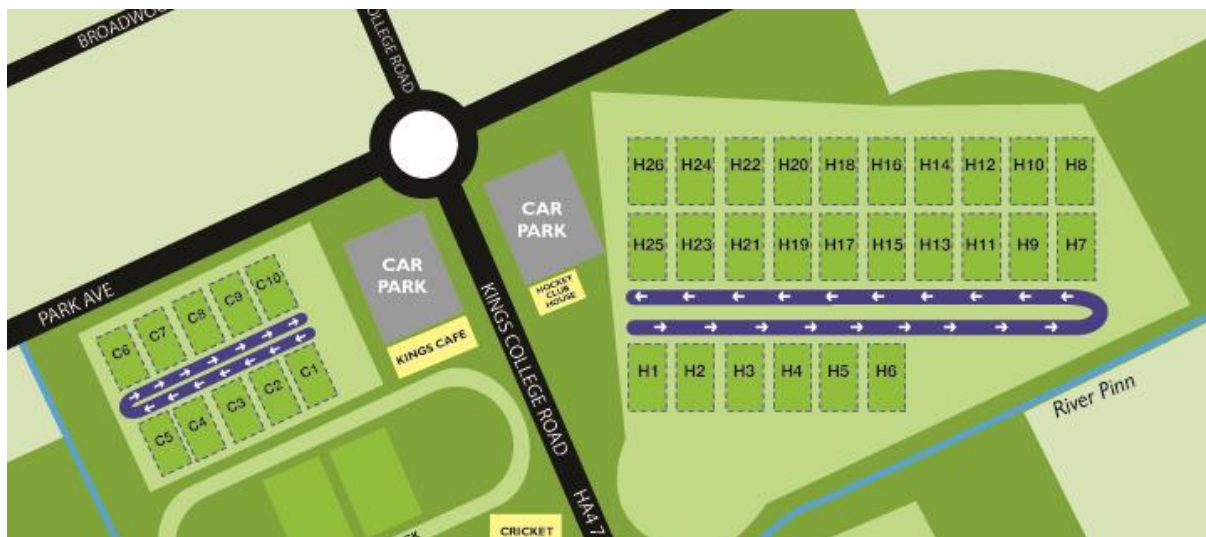 BROADWOO
OLLEGE ROAD
PARK AVE
CAR
PARK
CAR
PARK
HOCKEY
CLUB
HOUSE
KINGS CAFE
KINGS COLLEGE ROAD
HA4 7
CRICKET
River Pinn
H26 H24 H22 H20 H18 H16 H14 H12 H10 H8
H25 H23 H21 H19 H17 H15 H13 H11 H9 H7
H1 H2 H3 H4 H5 H6
C6 C7 C8 C9 C10
C5 C4 C3 C2 C1